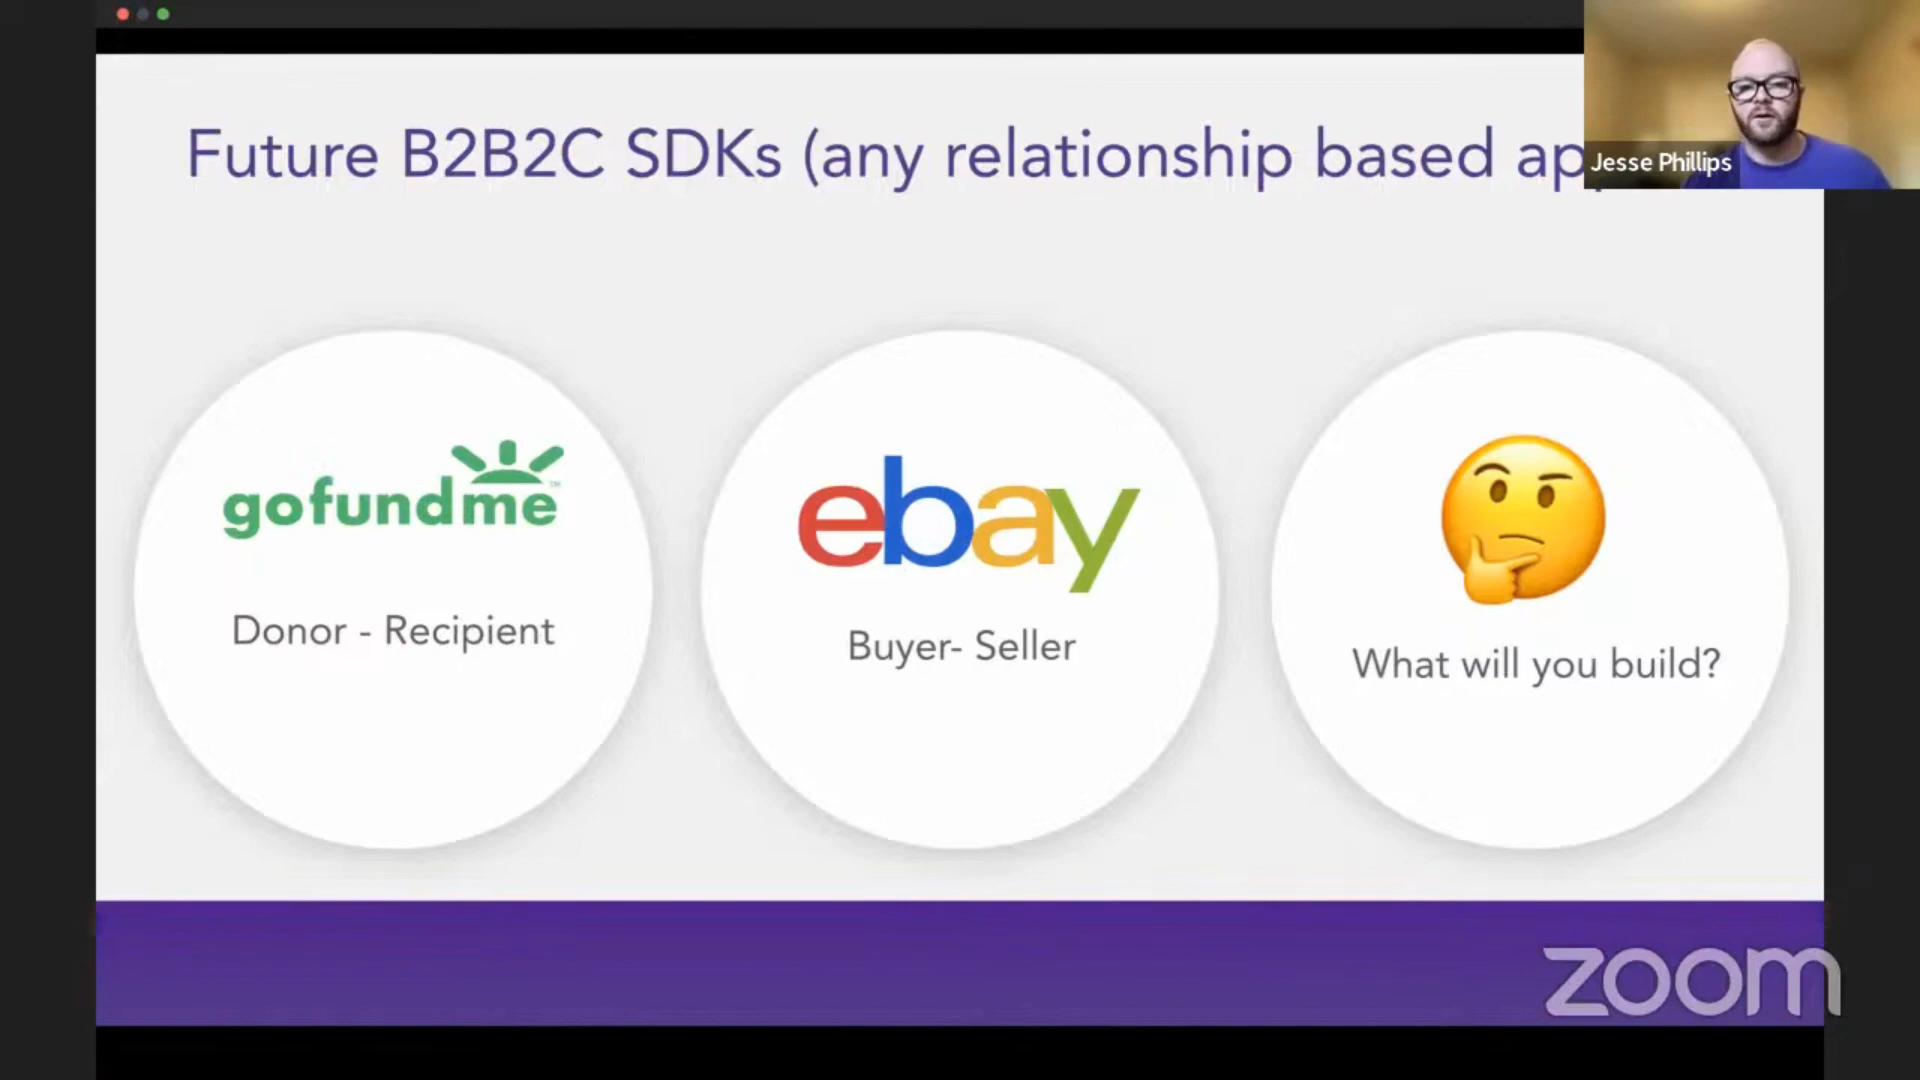 Future B2B2C SDKs (any relationship based ap
Jesse Phillips
gofundme™
Donor - Recipient
ebay
Buyer- Seller
What will you build?
zoom